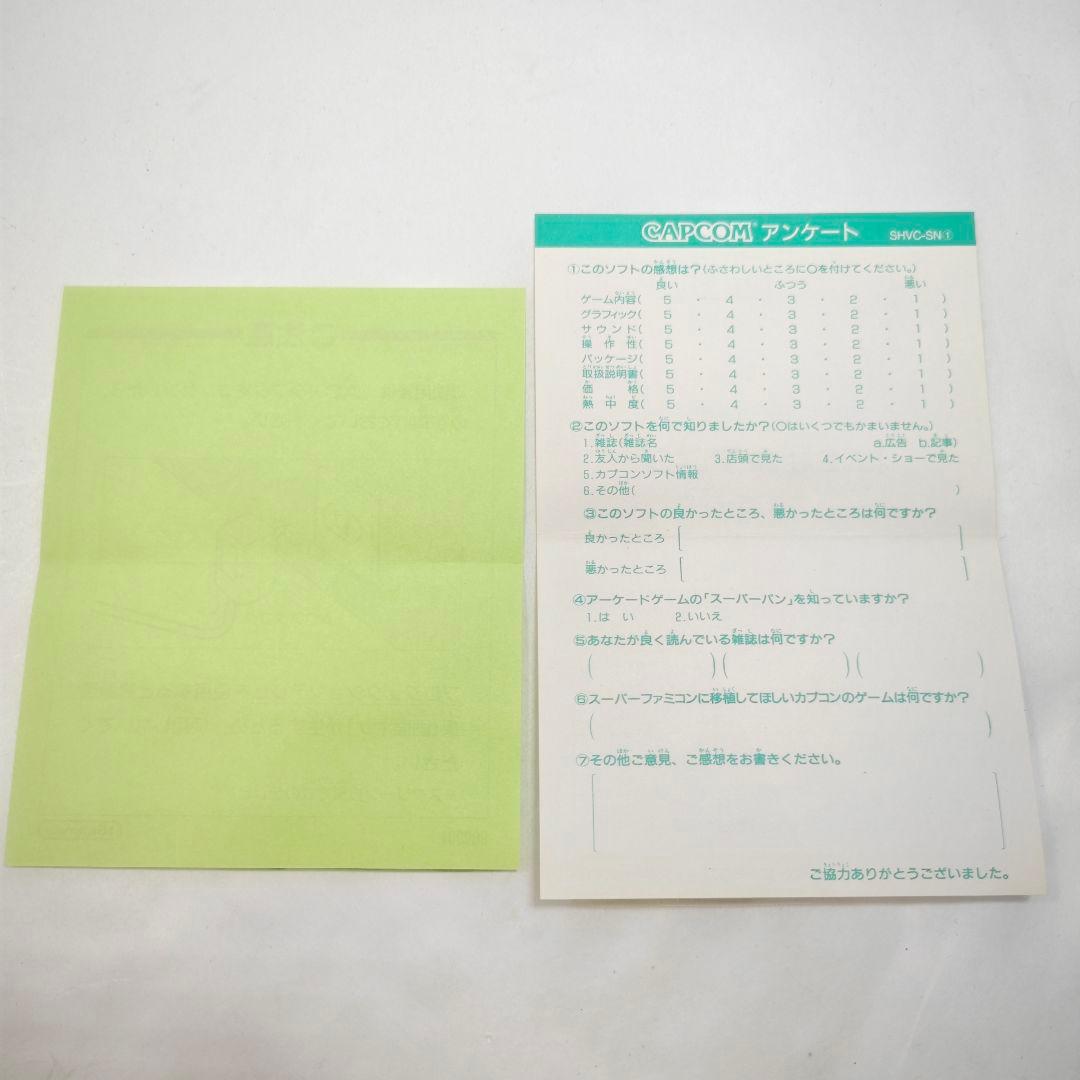 CAPCOM® アンケート SHVC-SN①
①このソフトの感想は?(ふさわしいところに〇を付けてください。)
良い ふつう 悪い
ゲーム内容( 5 ・ 4 ・ 3 ・ 2 ・ 1 )
グラフィック( 5 ・ 4 ・ 3 ・ 2 ・ 1 )
サウンド( 5 ・ 4 ・ 3 ・ 2 ・ 1 )
操作性( 5 ・ 4 ・ 3 ・ 2 ・ 1 )
パッケージ( 5 ・ 4 ・ 3 ・ 2 ・ 1 )
取扱説明書( 5 ・ 4 ・ 3 ・ 2 ・ 1 )
価格( 5 ・ 4 ・ 3 ・ 2 ・ 1 )
熱中度( 5 ・ 4 ・ 3 ・ 2 ・ 1 )
②このソフトを何で知りましたか?(〇はいくつでもかまいません。)
1.雑誌(雑誌名 a.広告 b.記事)
2.友人から聞いた 3.店頭で見た 4.イベント・ショーで見た
5.カプコンソフト情報
6.その他( )
③このソフトの良かったところ、悪かったところは何ですか?
良かったところ [ ]
悪かったところ [ ]
④アーケードゲームの「スーパーパン」を知っていますか?
1.は い 2.いいえ
⑤あなたが良く読んでいる雑誌は何ですか?
( )( )( )
⑥スーパーファミコンに移植してほしいカプコンのゲームは何ですか?
( )
⑦その他ご意見、ご感想をお書きください。
[ ]
ご協力ありがとうございました。